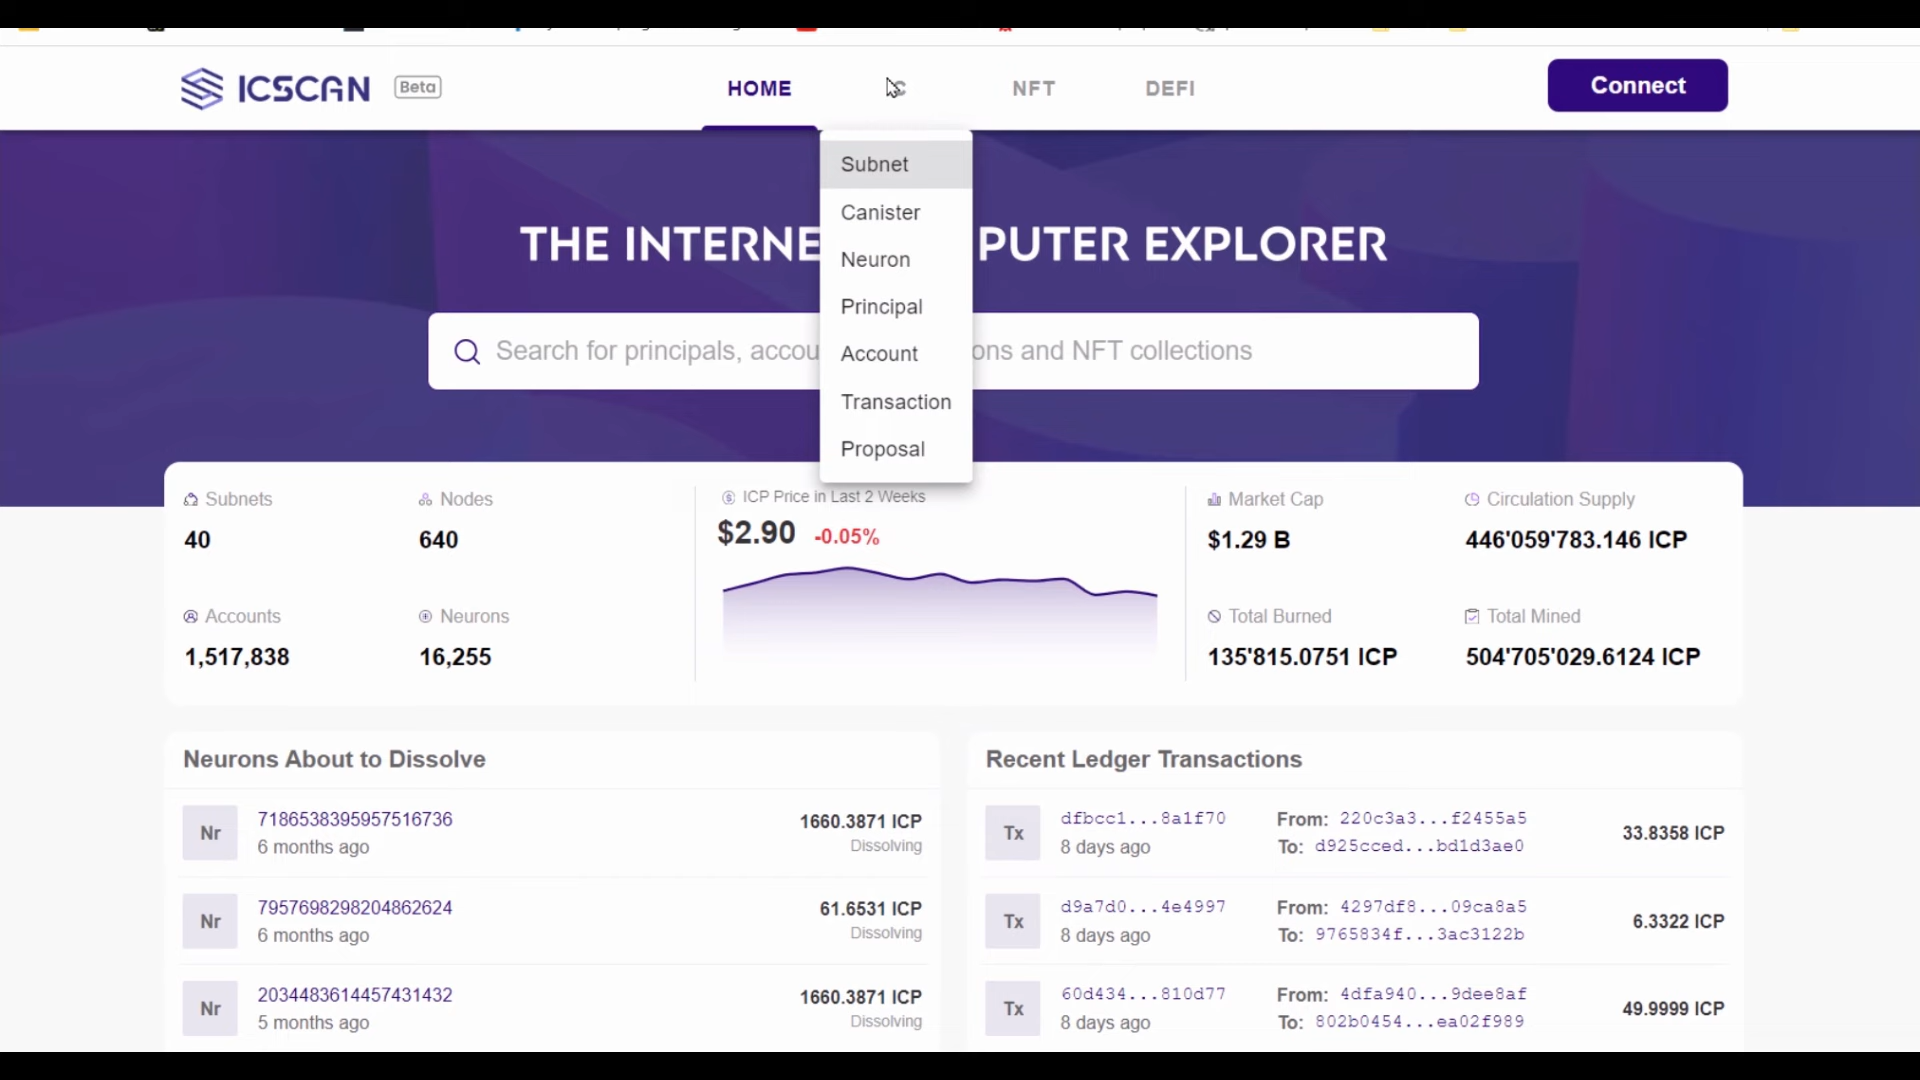 ICSCAN Beta
HOME
NFT
DEFI
Connect
Subnet
Canister
Neuron
Principal
Account
Transaction
Proposal
THE INTERNE PUTER EXPLORER
Search for principals, accou ons and NFT collections
Subnets
40
Nodes
640
Accounts
1,517,838
Neurons
16,255
ICP Price in Last 2 Weeks
$2.90 -0.05%
Market Cap
$1.29 B
Circulation Supply
446'059'783.146 ICP
Total Burned
135'815.0751 ICP
Total Mined
504'705'029.6124 ICP
Neurons About to Dissolve
Nr
7186538395957516736
6 months ago
1660.3871 ICP
Dissolving
Nr
7957698298204862624
6 months ago
61.6531 ICP
Dissolving
Nr
2034483614457431432
5 months ago
1660.3871 ICP
Dissolving
Recent Ledger Transactions
Tx
dfbcc1...8a1f70
8 days ago
From: 220c3a3...f2455a5
To: d925cced...bd1d3ae0
33.8358 ICP
Tx
d9a7d0...4e4997
8 days ago
From: 4297df8...09ca8a5
To: 9765834f...3ac3122b
6.3322 ICP
Tx
60d434...810d77
8 days ago
From: 4dfa940...9dee8af
To: 802b0454...ea02f989
49.9999 ICP